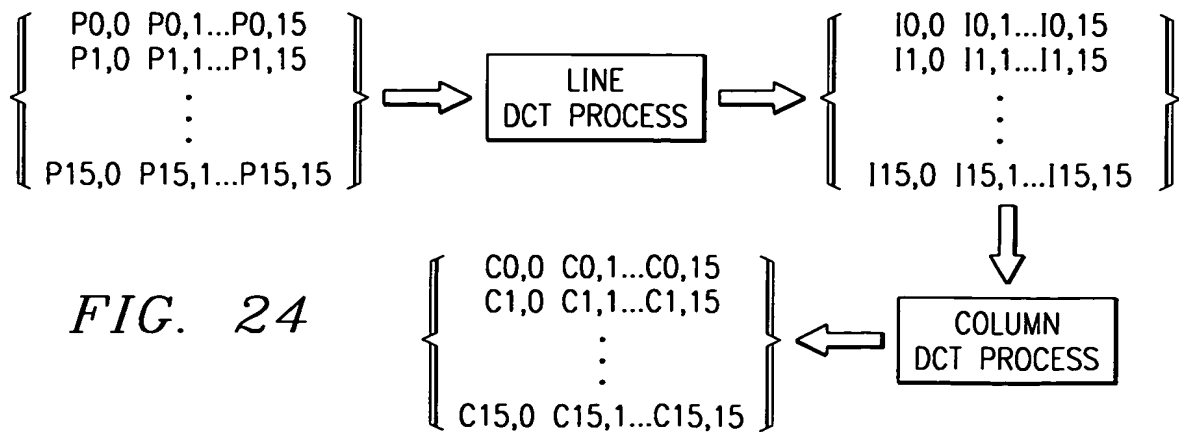 P0,0 P0,1...P0,15
P1,0 P1,1...P1,15
.
.
.
P15,0 P15,1...P15,15
LINE
DCT PROCESS
I0,0 I0,1...I0,15
I1,0 I1,1...I1,15
.
.
.
I15,0 I15,1...I15,15
COLUMN
DCT PROCESS
C0,0 C0,1...C0,15
C1,0 C1,1...C1,15
.
.
.
C15,0 C15,1...C15,15
FIG. 24